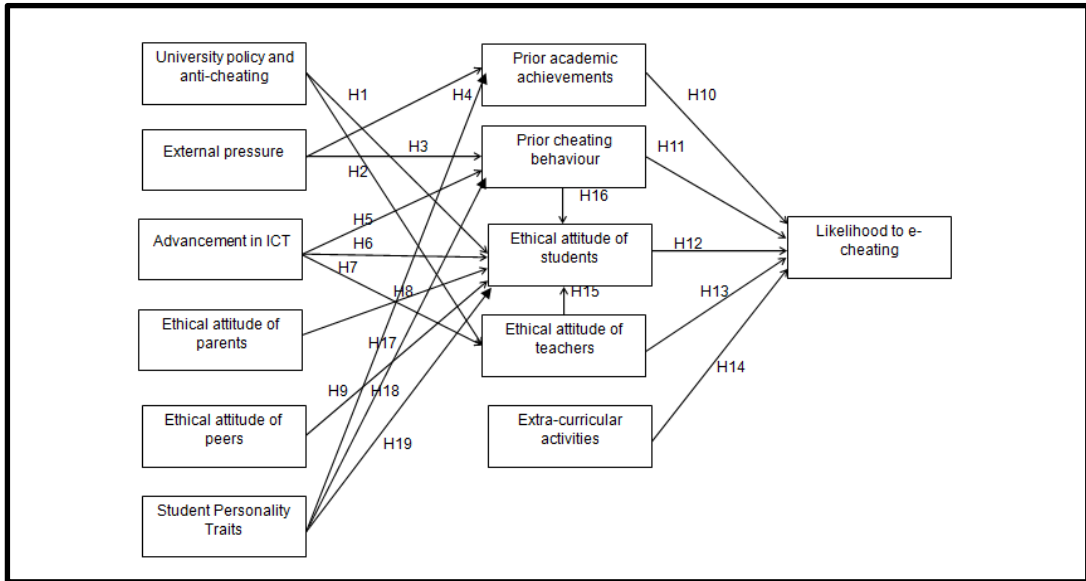 University policy and
anti-cheating
External pressure
Advancement in ICT
Ethical attitude of
parents
Ethical attitude of
peers
Student Personality
Traits
H1
H4
H3
H2
H5
H6
H7
H8
H17
H9
H18
H19
Prior academic
achievements
Prior cheating
behaviour
H16
Ethical attitude of
students
H15
Ethical attitude of
teachers
Extra-curricular
activities
H10
H11
H12
H13
H14
Likelihood to e-
cheating